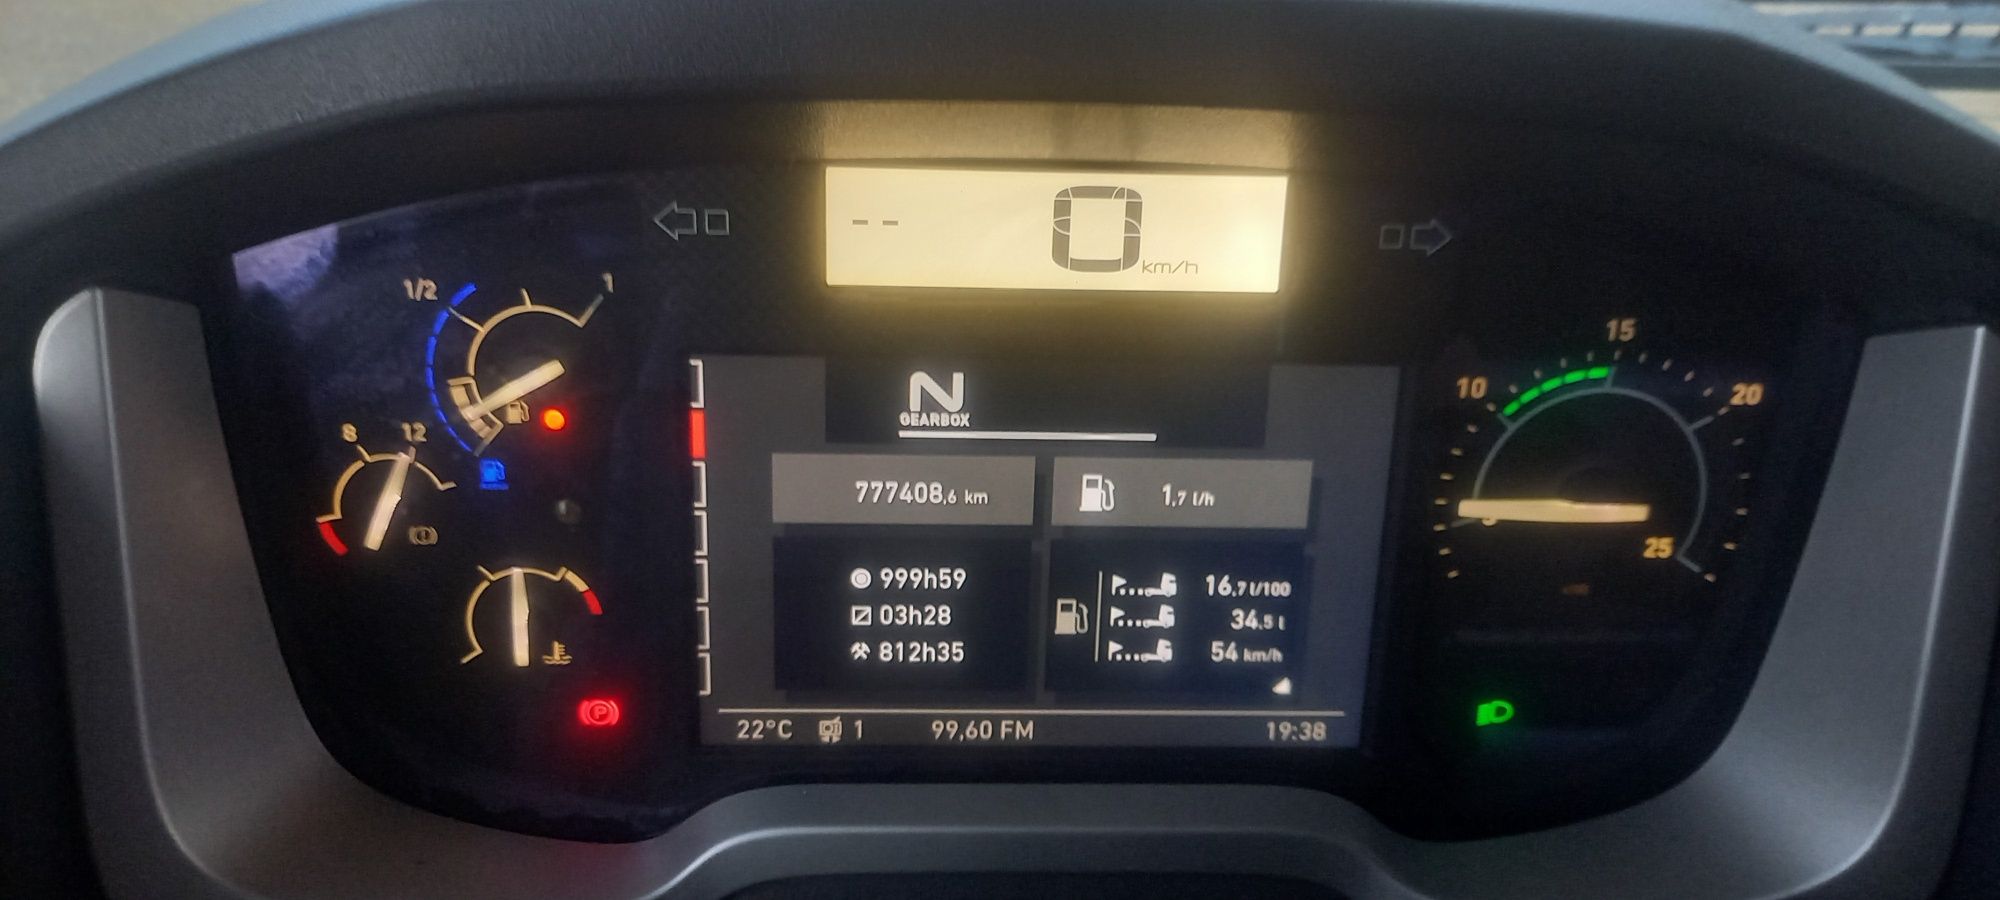 -- 0 km/h
1/2 1
8 12
N
GEARBOX
777408,6 km
1,7 l/h
999h59
03h28
812h35
16.7 l/100
34.5 l
54 km/h
22°C 1 99,60 FM 19:38
10 15 20 25
P